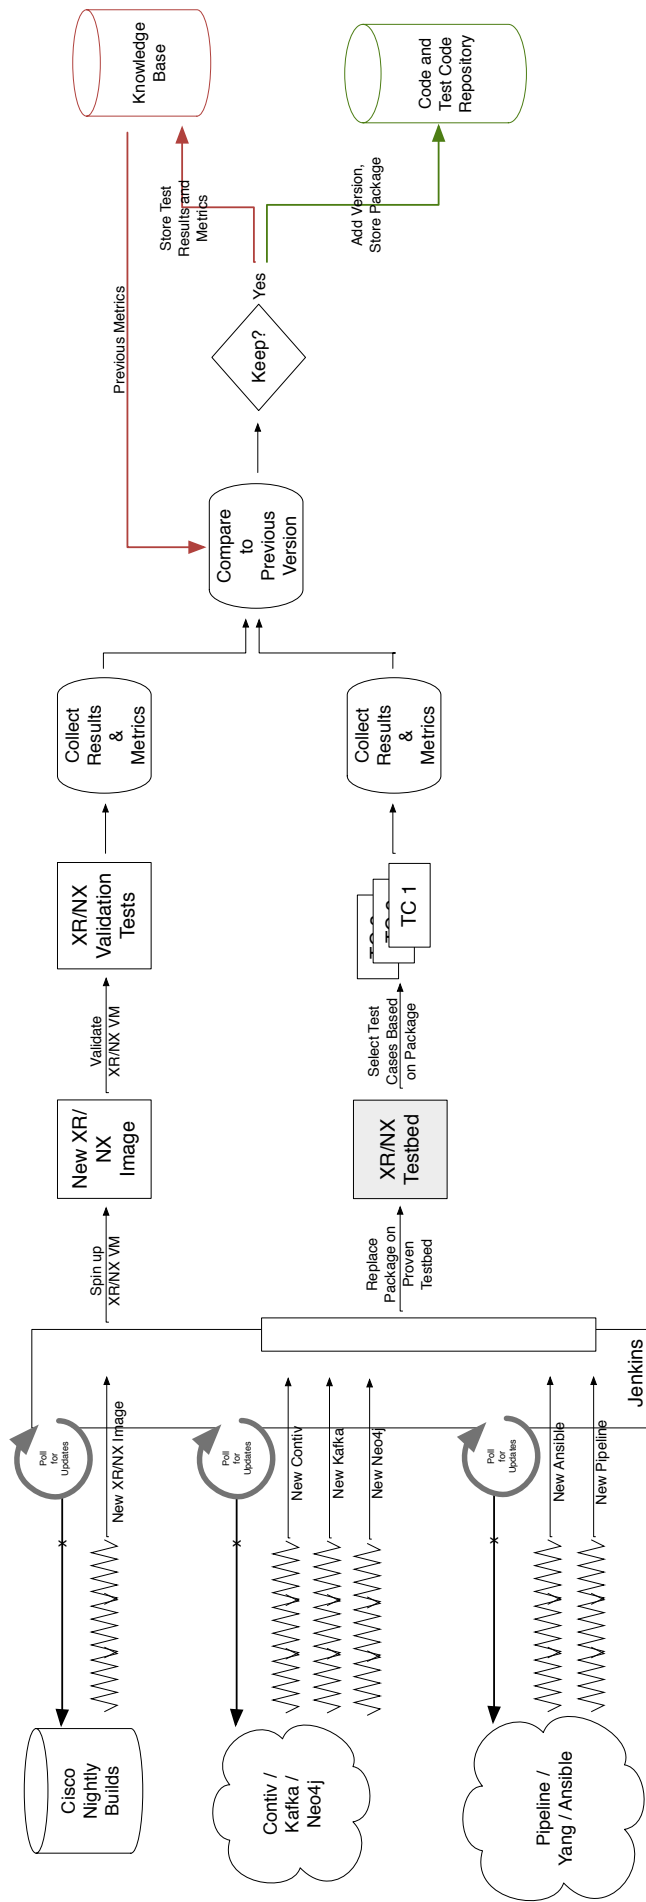 Cisco
Nightly
Builds
Poll
for
Updates
New XR/NX Image
Spin up
XR/NX VM
New XR/
NX
Image
Validate
XR/NX VM
XR/NX
Validation
Tests
Collect
Results
&
Metrics
Contiv /
Kafka /
Neo4j
Poll
for
Updates
New Contiv
New Kafka
New Neo4j
Pipeline /
Yang / Ansible
Poll
for
Updates
New Ansible
New Pipeline
Jenkins
Replace
Package on
Proven
Testbed
XR/NX
Testbed
Select Test
Cases Based
on Package
TC 1
Collect
Results
&
Metrics
Compare
to
Previous
Version
Previous Metrics
Keep?
Yes
Store Test
Results and
Metrics
Knowledge
Base
Add Version,
Store Package
Code and
Test Code
Repository